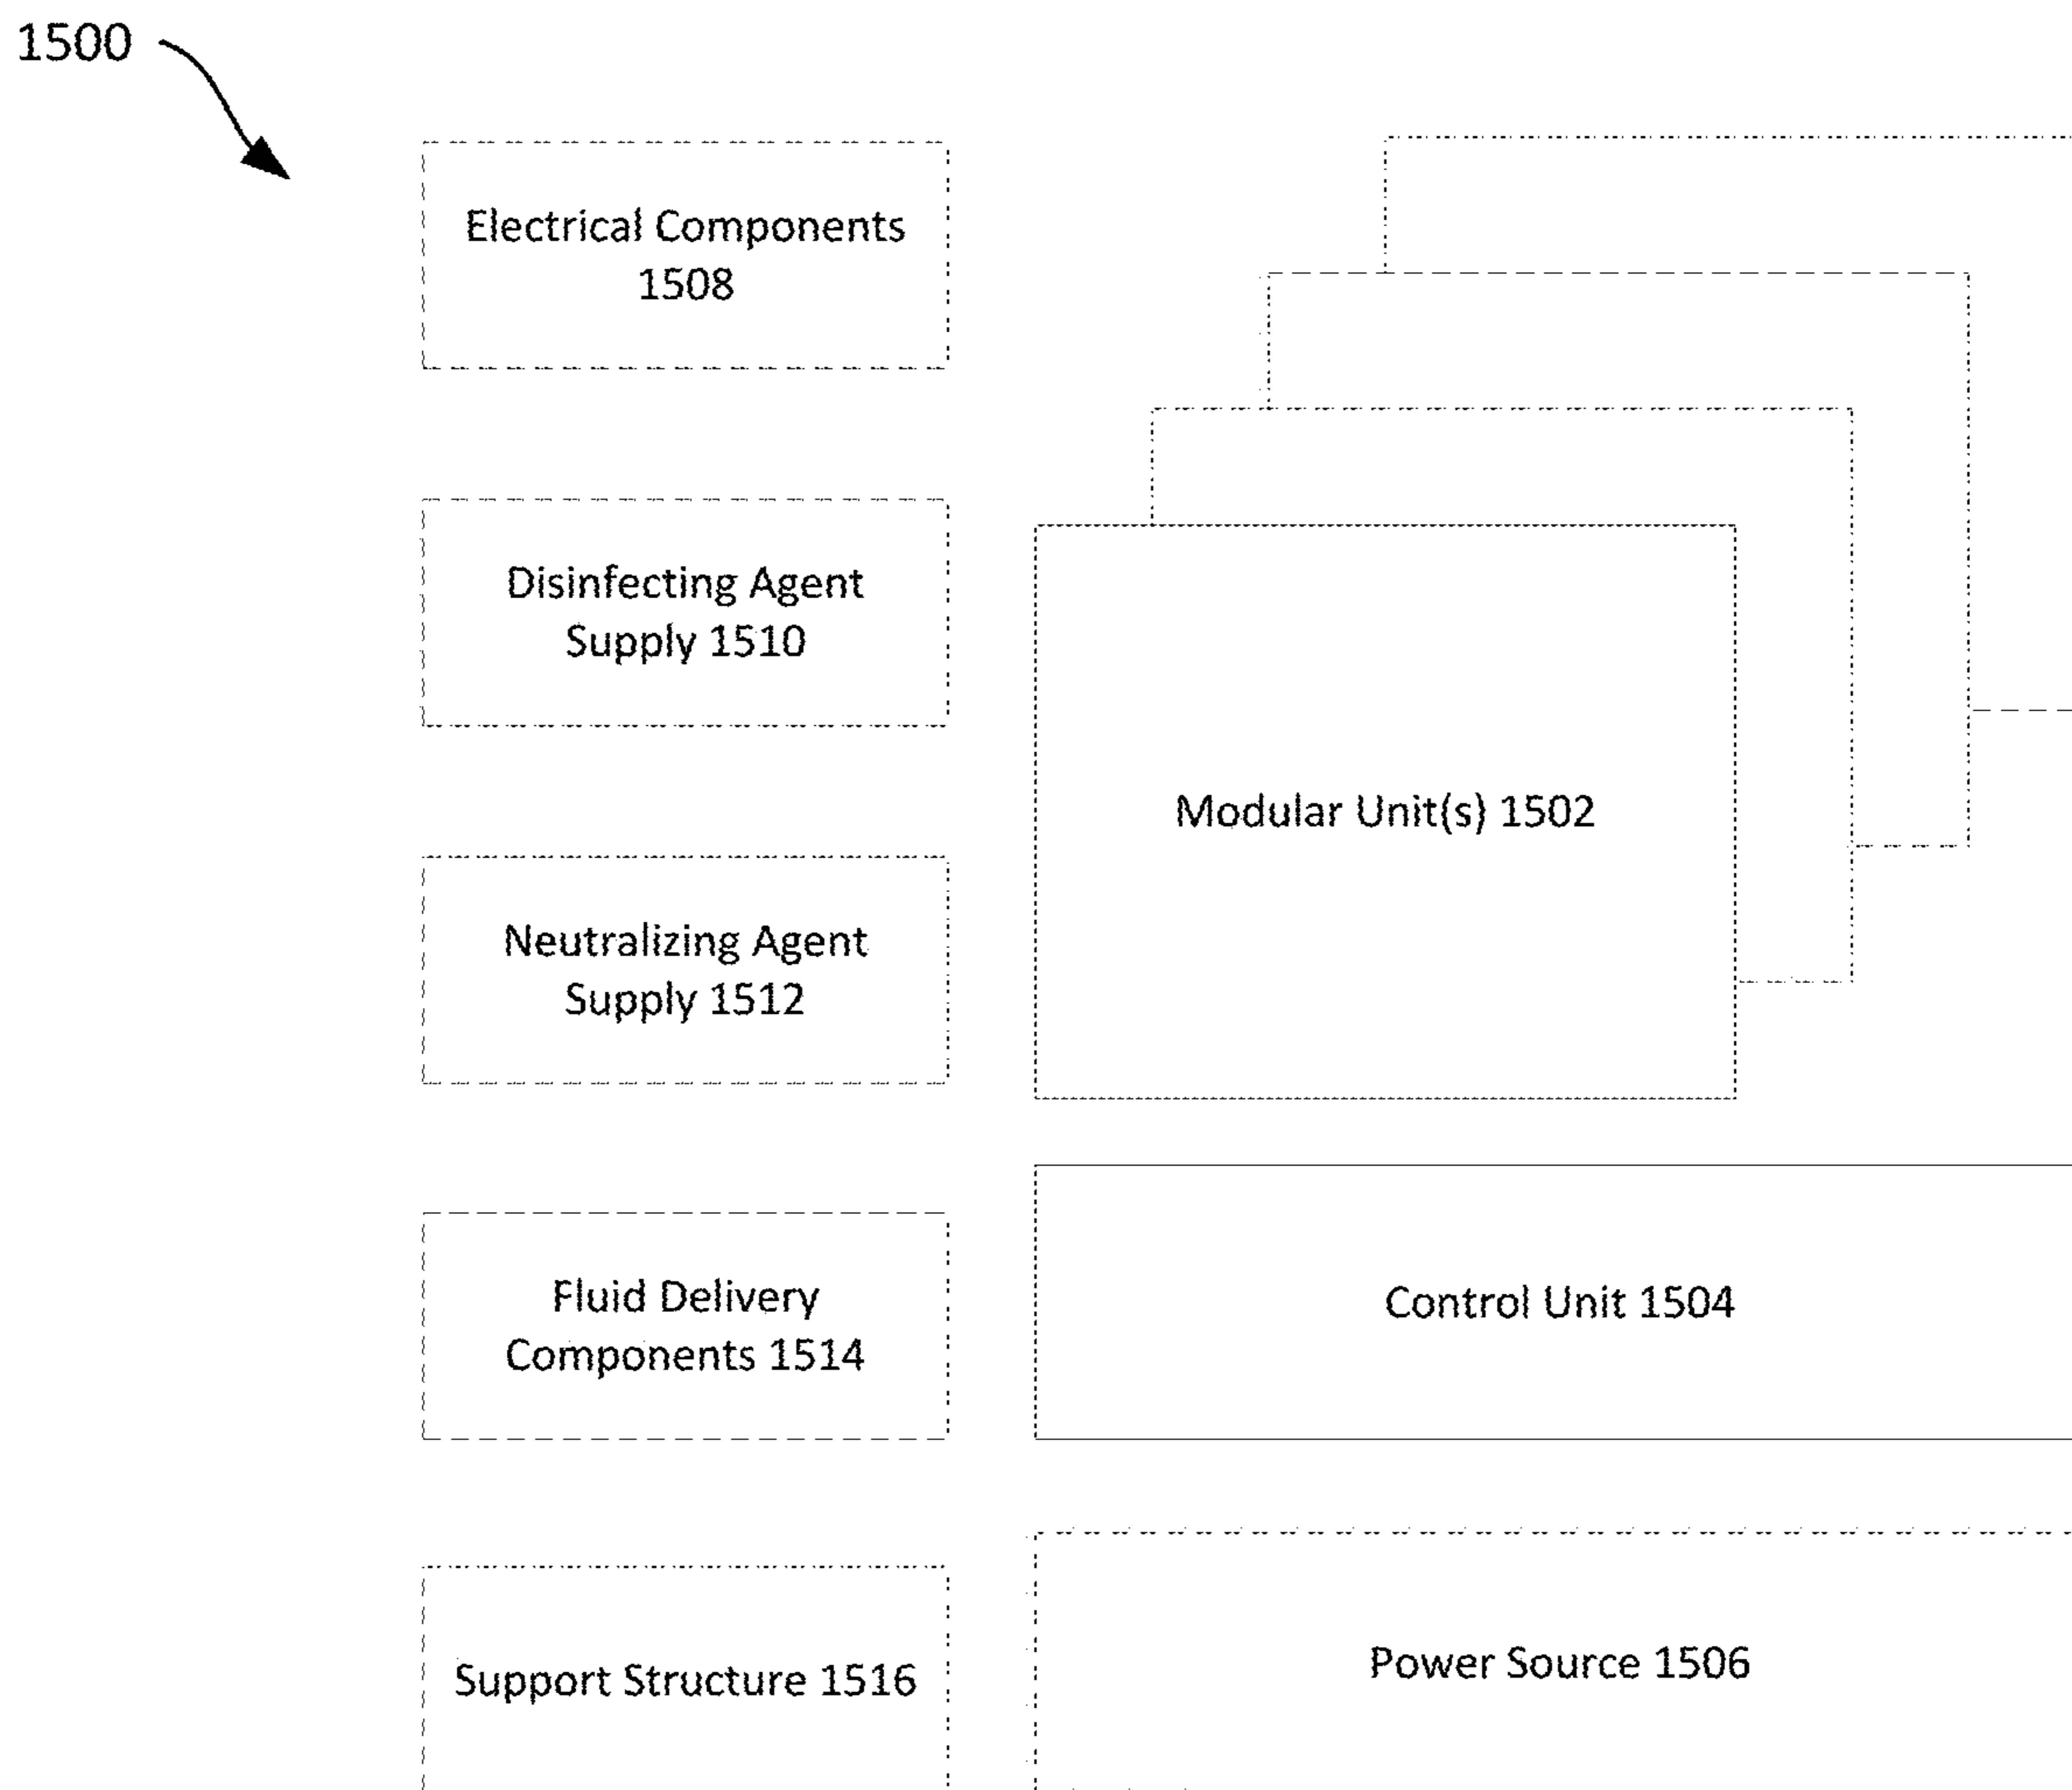 1500
Electrical Components
1508
Disinfecting Agent
Supply 1510
Neutralizing Agent
Supply 1512
Fluid Delivery
Components 1514
Support Structure 1516
Modular Unit(s) 1502
Control Unit 1504
Power Source 1506